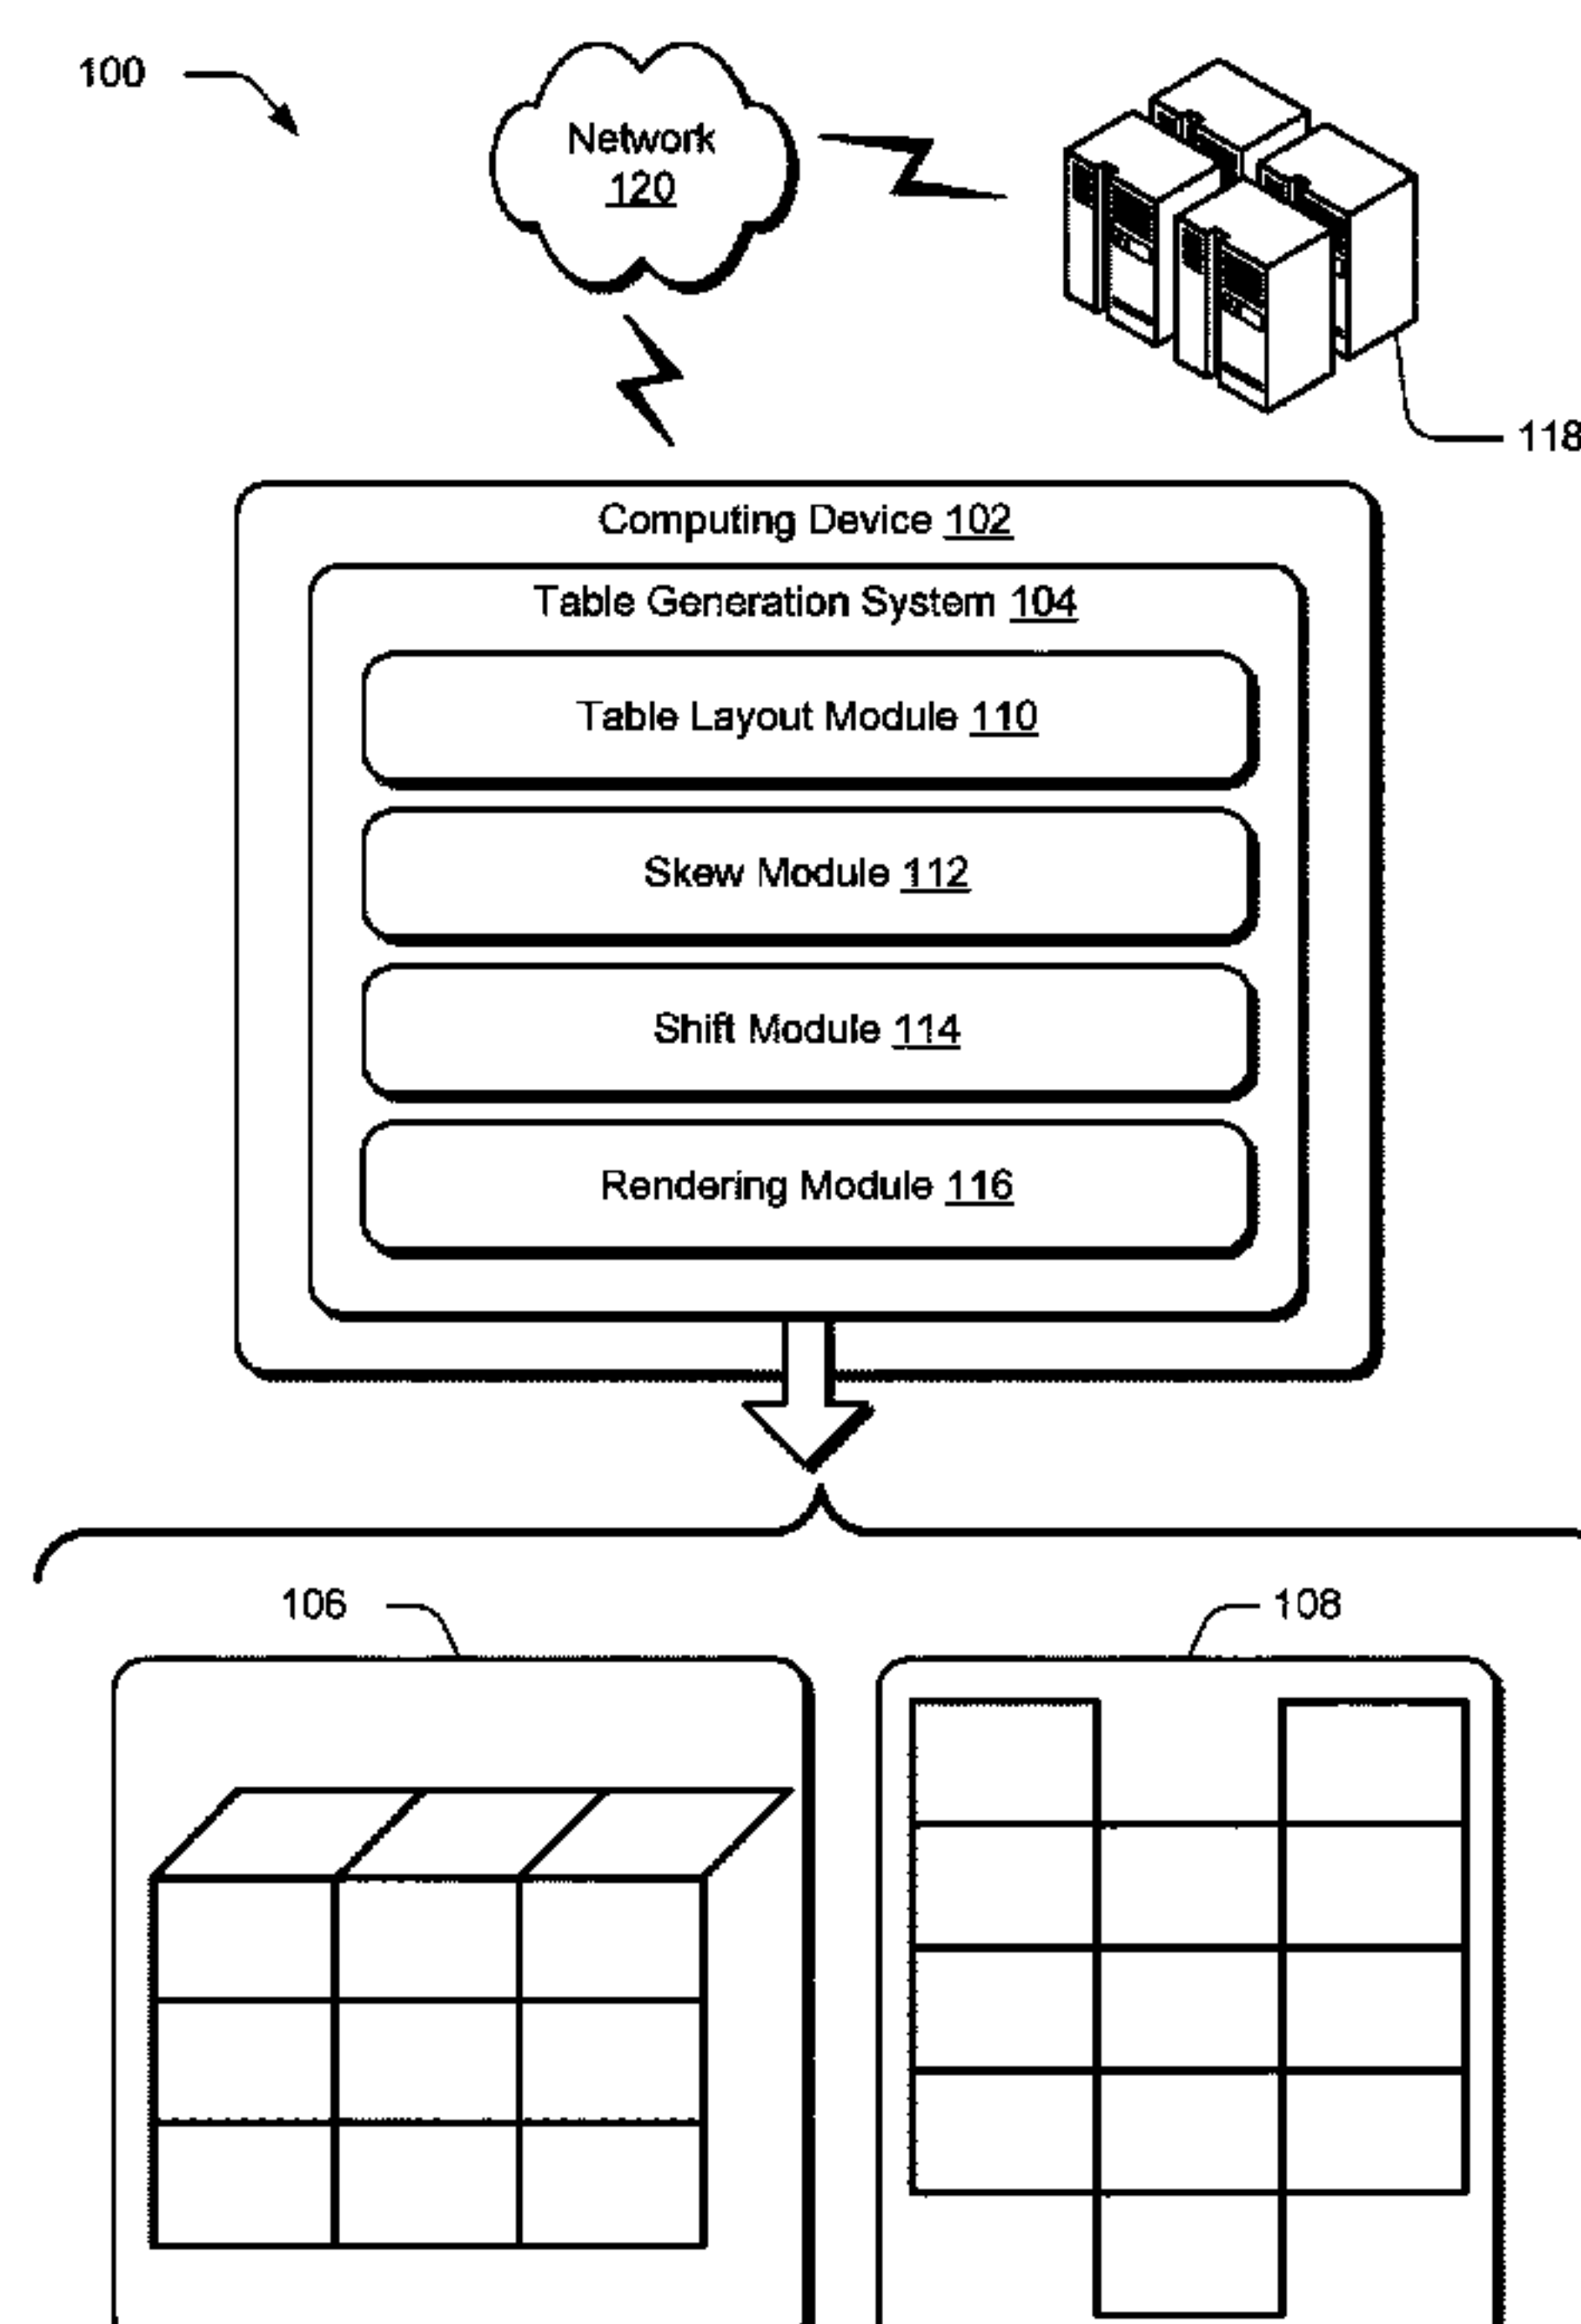 100
Network
120
118
Computing Device 102
Table Generation System 104
Table Layout Module 110
Skew Module 112
Shift Module 114
Rendering Module 116
106
108